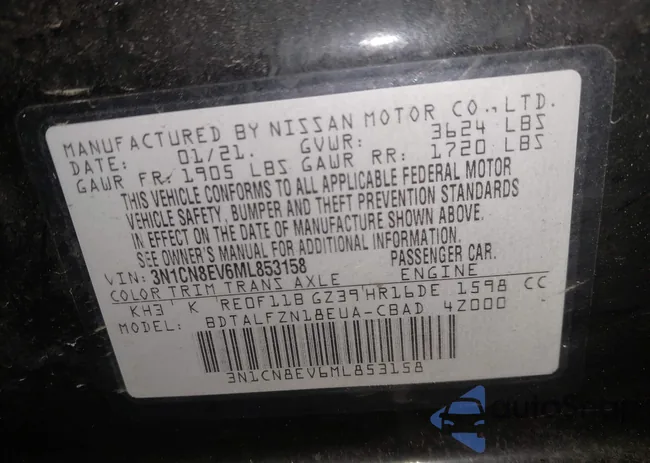 MANUFACTURED BY NISSAN MOTOR CO., LTD.
DATE: 01/21. GVWR: 3624 LBS
GAWR FR: 1905 LBS GAWR RR: 1720 LBS
THIS VEHICLE CONFORMS TO ALL APPLICABLE FEDERAL MOTOR
VEHICLE SAFETY, BUMPER AND THEFT PREVENTION STANDARDS
IN EFFECT ON THE DATE OF MANUFACTURE SHOWN ABOVE.
SEE OWNER'S MANUAL FOR ADDITIONAL INFORMATION.
VIN: 3N1CN8EV6ML853158 PASSENGER CAR.
COLOR TRIM TRANS AXLE ENGINE
KH3 K RE0F11B GZ39 HR16DE 1598 CC
MODEL: BDTALFZN18EUA-CBAD 4Z000
3N1CN8EV6ML853158